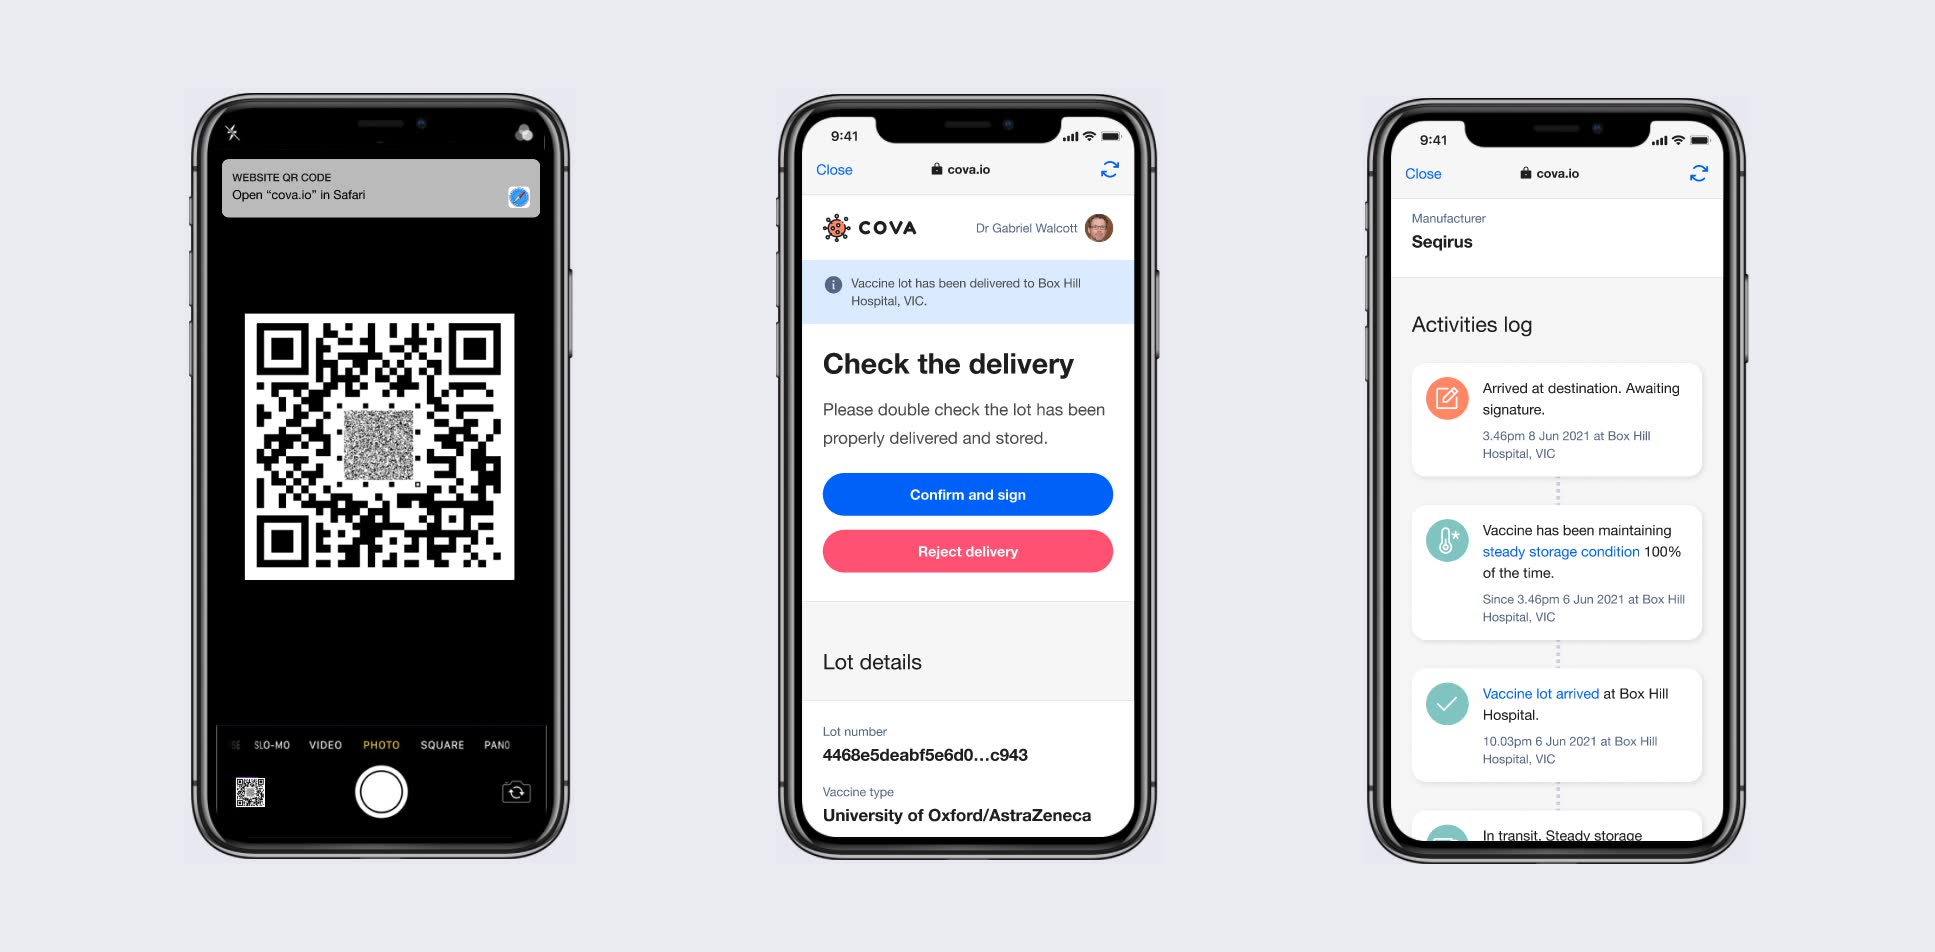 WEBSITE QR CODE
Open “cova.io” in Safari
SLO-MO VIDEO PHOTO SQUARE PANO
9:41
Close cova.io
COVA Dr Gabriel Walcott
Vaccine lot has been delivered to Box Hill
Hospital, VIC.
Check the delivery
Please double check the lot has been
properly delivered and stored.
Confirm and sign
Reject delivery
Lot details
Lot number
4468e5deabf5e6d0...c943
Vaccine type
University of Oxford/AstraZeneca
9:41
Close cova.io
Manufacturer
Seqirus
Activities log
Arrived at destination. Awaiting
signature.
3.46pm 8 Jun 2021 at Box Hill
Hospital, VIC
Vaccine has been maintaining
steady storage condition 100%
of the time.
Since 3.46pm 6 Jun 2021 at Box Hill
Hospital, VIC
Vaccine lot arrived at Box Hill
Hospital.
10.03pm 6 Jun 2021 at Box Hill
Hospital, VIC
In transit. Steady storage